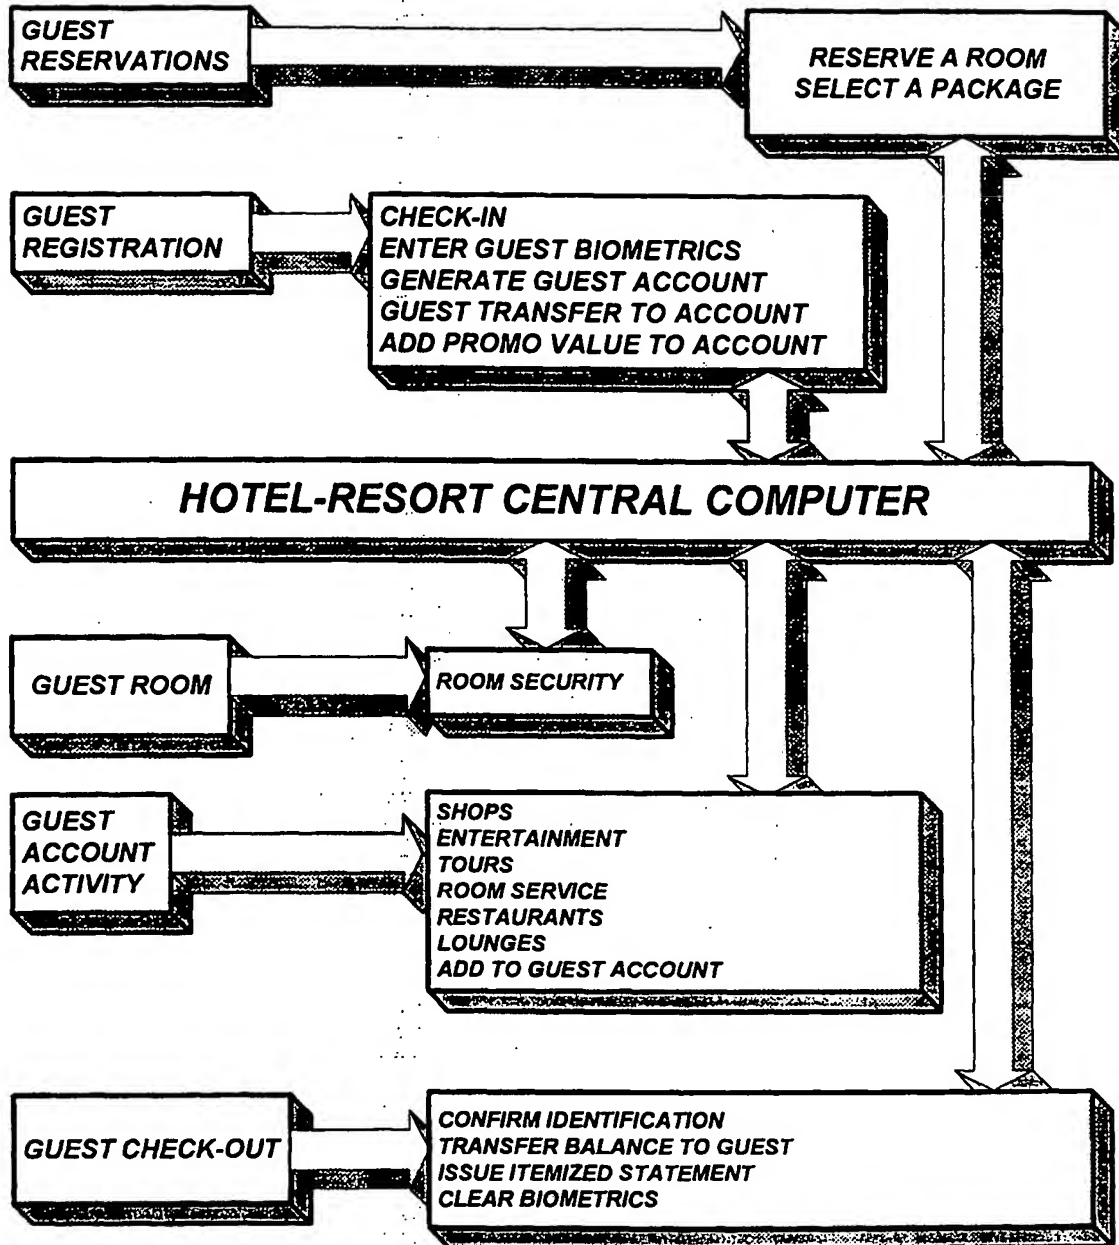 GUEST
RESERVATIONS
RESERVE A ROOM
SELECT A PACKAGE
GUEST
REGISTRATION
CHECK-IN
ENTER GUEST BIOMETRICS
GENERATE GUEST ACCOUNT
GUEST TRANSFER TO ACCOUNT
ADD PROMO VALUE TO ACCOUNT
HOTEL-RESORT CENTRAL COMPUTER
GUEST ROOM
ROOM SECURITY
GUEST
ACCOUNT
ACTIVITY
SHOPS
ENTERTAINMENT
TOURS
ROOM SERVICE
RESTAURANTS
LOUNGES
ADD TO GUEST ACCOUNT
GUEST CHECK-OUT
CONFIRM IDENTIFICATION
TRANSFER BALANCE TO GUEST
ISSUE ITEMIZED STATEMENT
CLEAR BIOMETRICS